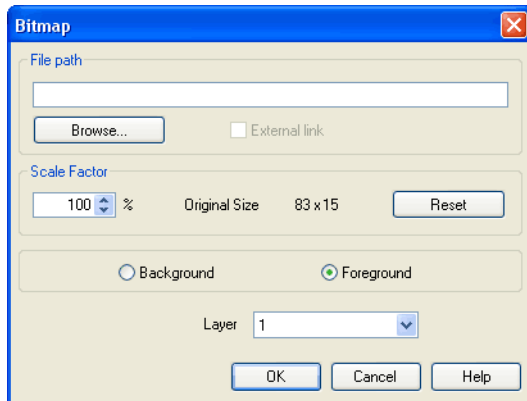 Bitmap
File path
Browse...
External link
Scale Factor
100 % Original Size 83 x 15 Reset
Background Foreground
Layer 1
OK Cancel Help